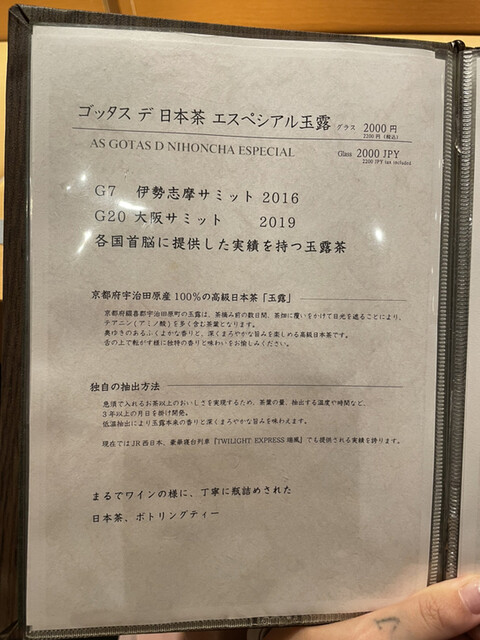 ゴッタス デ 日本茶 エスペシアル玉露 グラス 2000 円
2200 円 (税込)
AS GOTAS D NIHONCHA ESPECIAL Glass 2000 JPY
2200 JPY tax included
G7 伊勢志摩サミット 2016
G20 大阪サミット 2019
各国首脳に提供した実績を持つ玉露茶
京都府宇治田原産 100%の高級日本茶「玉露」
京都府綴喜郡宇治田原町の玉露は、茶摘み前の数日間、茶畑に覆いをかけて日光を遮ることにより、
テアニン(アミノ酸)を多く含む茶葉となります。
奥ゆきのあるふくよかな香りと、深くまろやかな旨みを楽しめる高級日本茶です。
舌の上で転がす様に独特の香りと味わいをお愉しみください。
独自の抽出方法
急須で入れるお茶以上のおいしさを実現するため、茶葉の量、抽出する温度や時間など、
3年以上の月日を掛け開発。
低温抽出により玉露本来の香りと深くまろやかな旨みを味わえます。
現在ではJR西日本、豪華寝台列車『TWILIGHT EXPRESS 瑞風』でも提供される実績を誇ります。
まるでワインの様に、丁寧に瓶詰めされた
日本茶、ボトリングティー